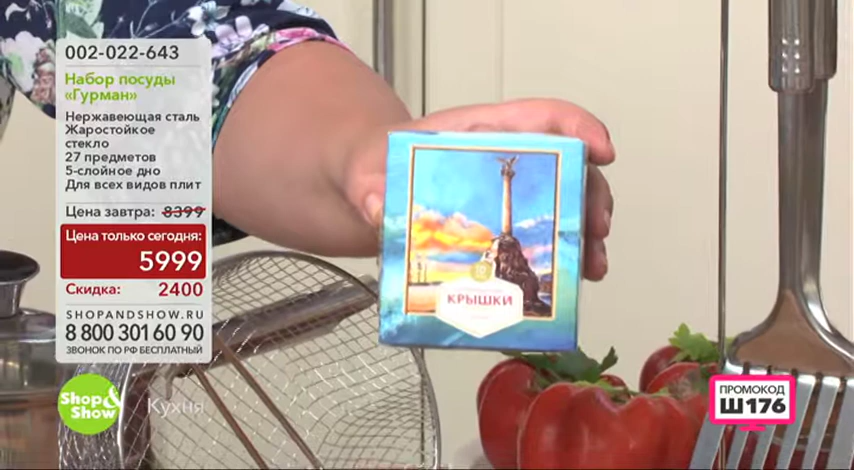 002-022-643
Набор посуды
«Гурман»
Нержавеющая сталь
Жаростойкое
стекло
27 предметов
5-слойное дно
Для всех видов плит
Цена завтра: 8399
Цена только сегодня:
5999
Скидка: 2400
SHOPANDSHOW.RU
8 800 301 60 90
ЗВОНОК ПО РФ БЕСПЛАТНЫЙ
Shop&
Show
Кухня
10
КРЫШКИ
ПРОМОКОД
Ш176